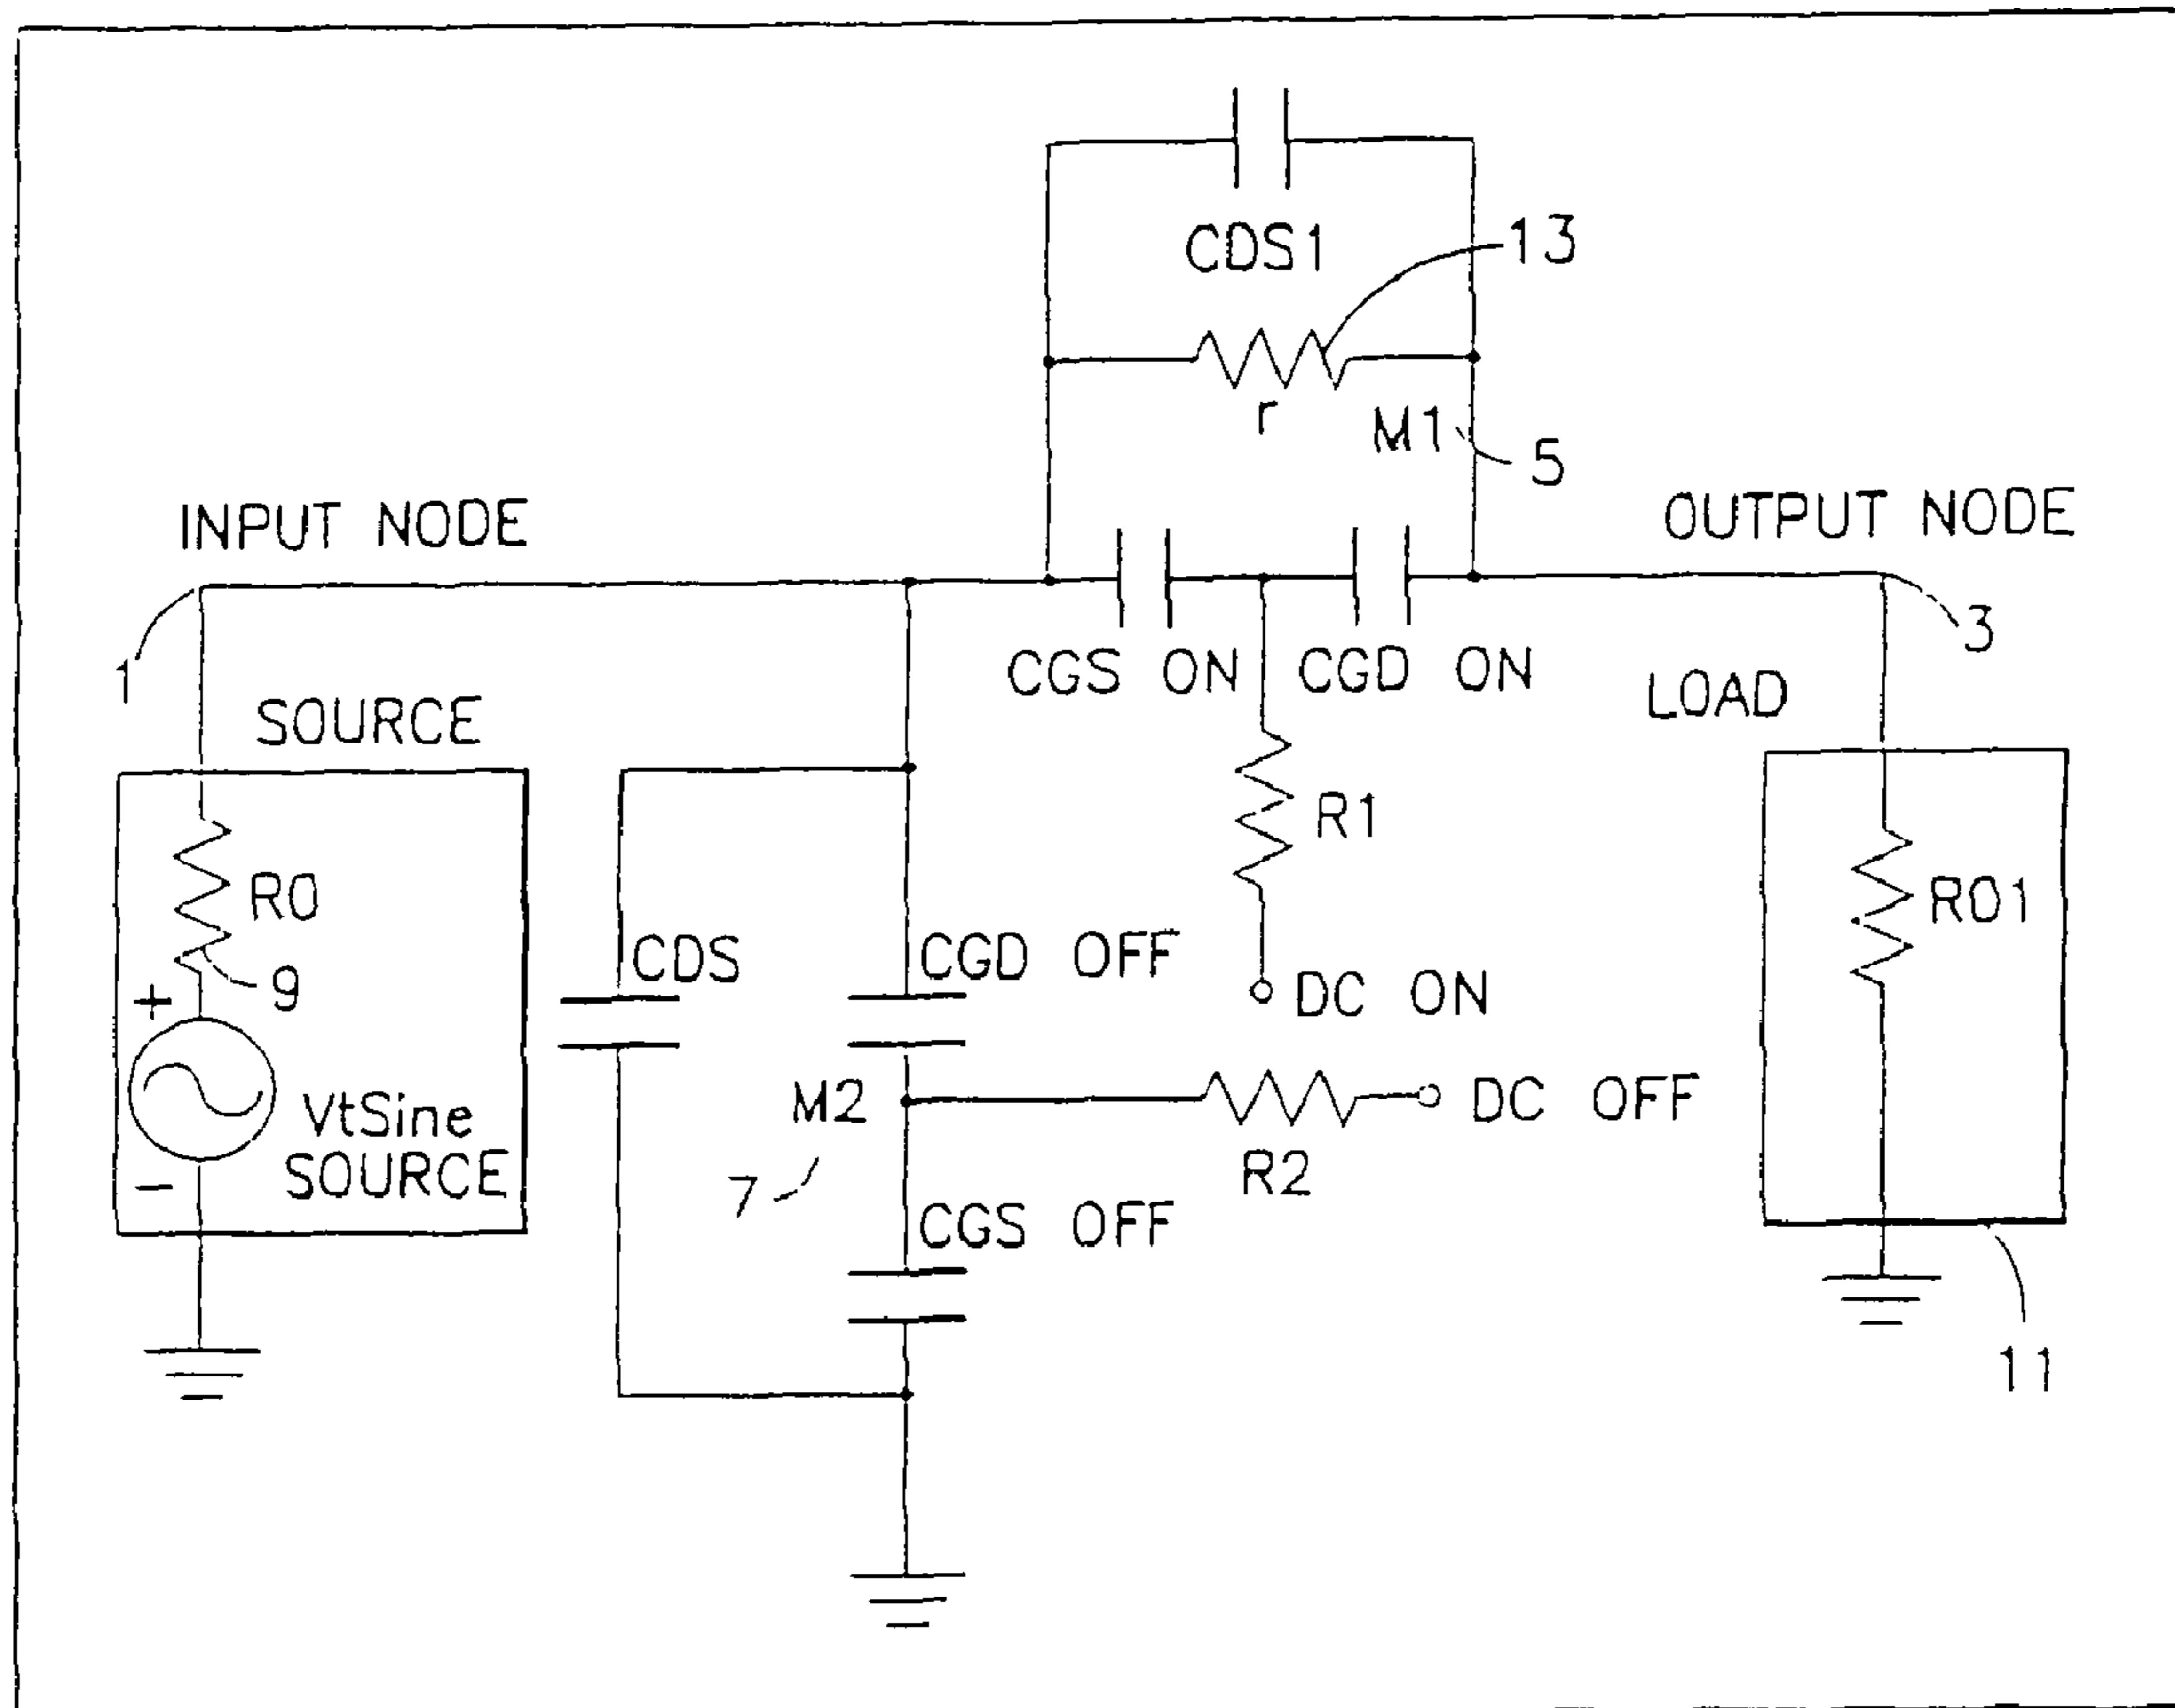 CDS1
13
r
M1
5
INPUT NODE
OUTPUT NODE
1
3
CGS ON
CGD ON
SOURCE
LOAD
R1
R0
R01
9
CDS
CGD OFF
DC ON
+
M2
DC OFF
VtSine
SOURCE
R2
-
7
CGS OFF
11